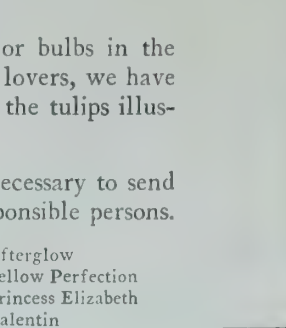 or bulbs in the
lovers, we have
the tulips illus-
ecessary to send
ponsible persons.
fterglow
ellow Perfection
rincess Elizabeth
alentin